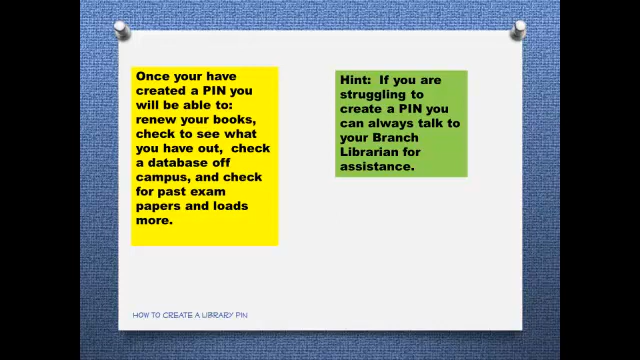 Once your have
created a PIN you
will be able to:
renew your books,
check to see what
you have out, check
a database off
campus, and check
for past exam
papers and loads
more.
Hint: If you are
struggling to
create a PIN you
can always talk to
your Branch
Librarian for
assistance.
HOW TO CREATE A LIBRARY PIN